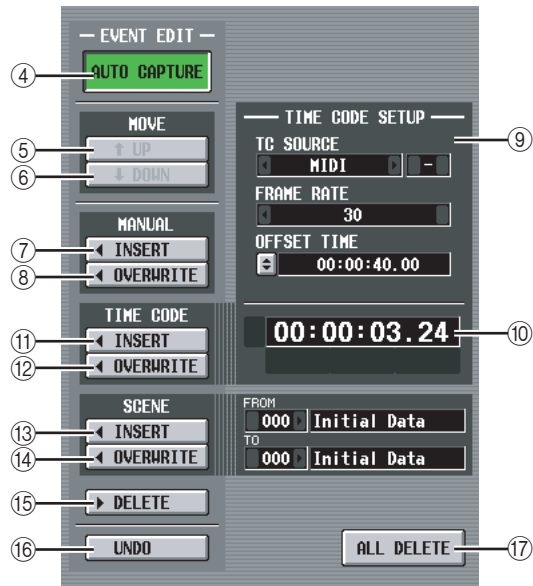 EVENT EDIT
④ AUTO CAPTURE
MOVE
⑤ ↑ UP
⑥ ↓ DOWN
MANUAL
⑦ INSERT
⑧ OVERWRITE
TIME CODE
⑪ INSERT
⑫ OVERWRITE
SCENE
⑬ INSERT
⑭ OVERWRITE
⑮ DELETE
⑯ UNDO
TIME CODE SETUP
⑨
TC SOURCE
MIDI -
FRAME RATE
30
OFFSET TIME
00:00:40.00
00:00:03.24 ⑩
FROM
000 Initial Data
TO
000 Initial Data
ALL DELETE ⑰